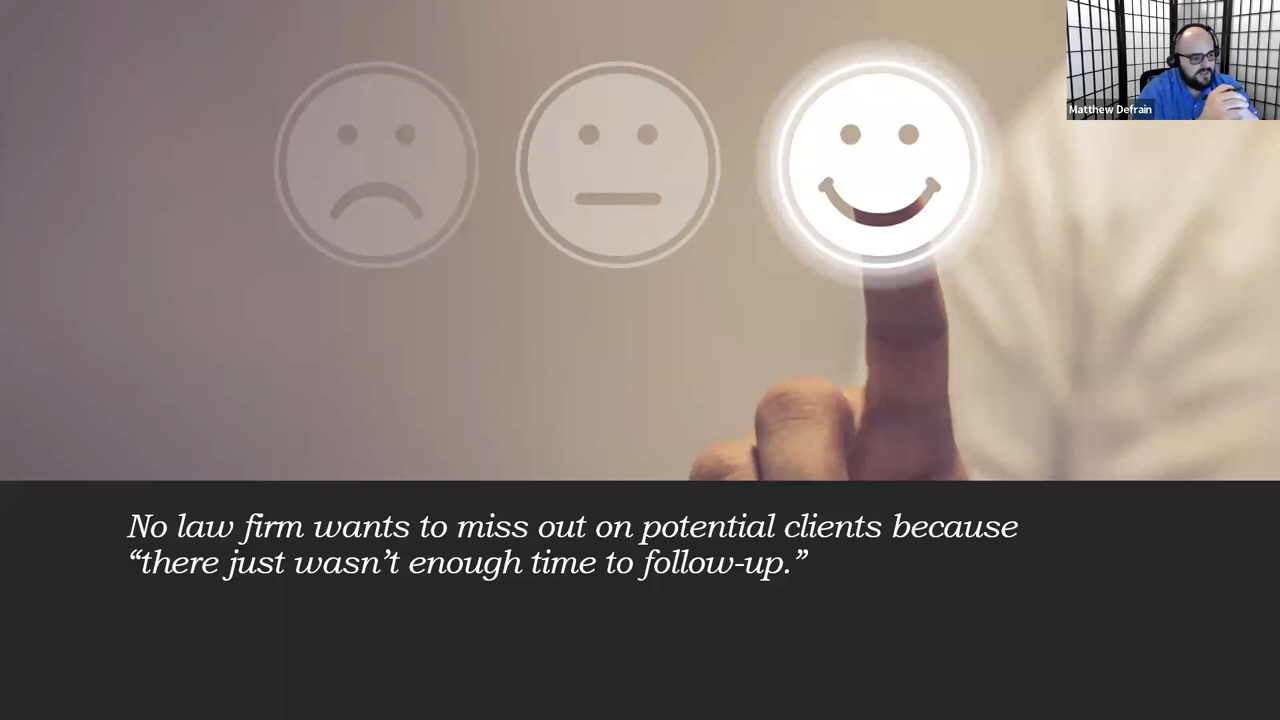 Matthew Defrain
No law firm wants to miss out on potential clients because
“there just wasn’t enough time to follow-up.”